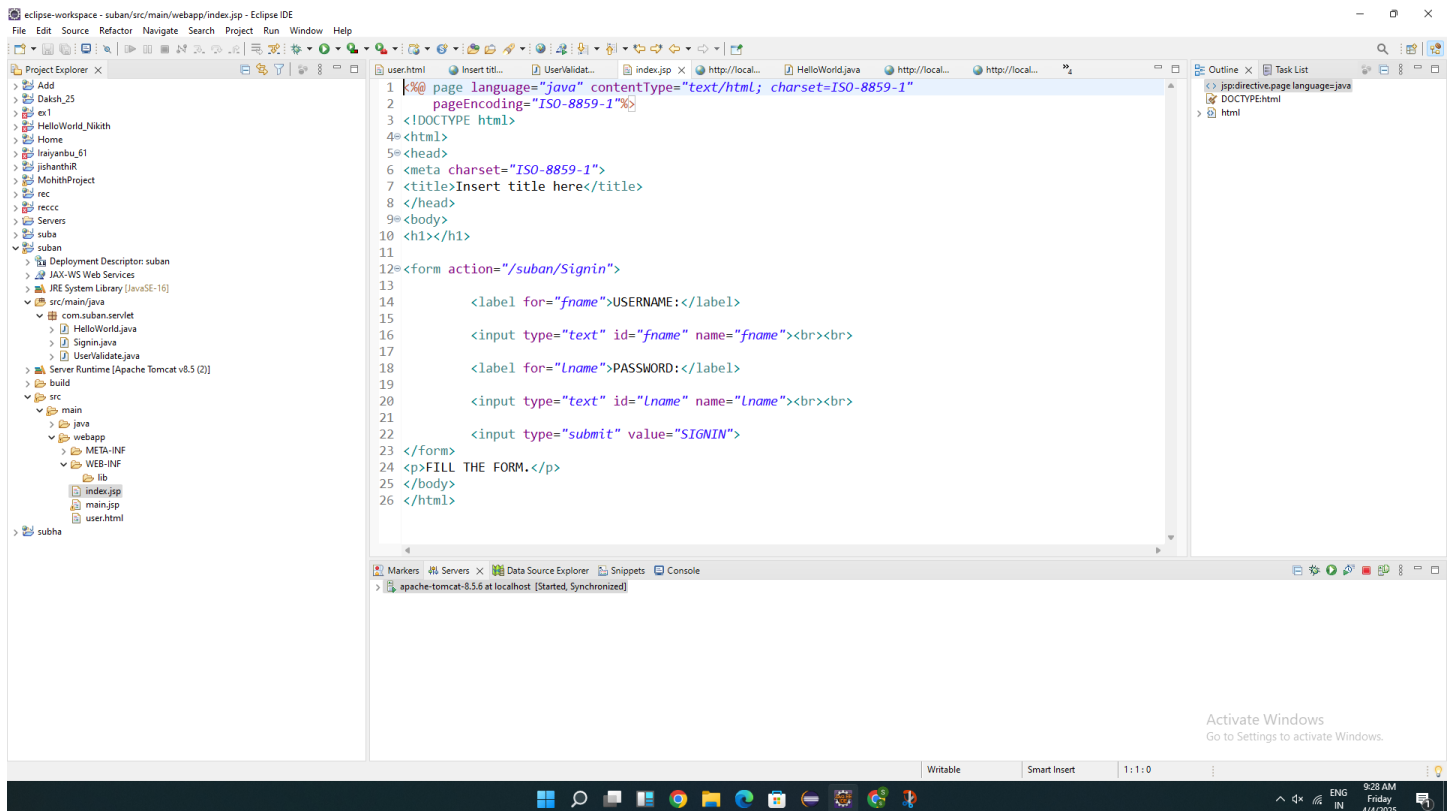 eclipse-workspace - suban/src/main/webapp/index.jsp - Eclipse IDE
File Edit Source Refactor Navigate Search Project Run Window Help
Project Explorer
Add
Daksh_25
ex1
HelloWorld_Nikith
Home
Iraiyanbu_61
jishanthiR
MohithProject
rec
reccc
Servers
suba
suban
Deployment Descriptor: suban
JAX-WS Web Services
JRE System Library [JavaSE-16]
src/main/java
com.suban.servlet
HelloWorld.java
Signin.java
UserValidate.java
Server Runtime [Apache Tomcat v8.5 (2)]
build
src
main
java
webapp
META-INF
WEB-INF
lib
index.jsp
main.jsp
user.html
subha
user.html Insert titl... UserValidat... index.jsp http://local... HelloWorld.java http://local... http://local... »4
1 <%@ page language="java" contentType="text/html; charset=ISO-8859-1"
2 pageEncoding="ISO-8859-1"%>
3 <!DOCTYPE html>
4 <html>
5 <head>
6 <meta charset="ISO-8859-1">
7 <title>Insert title here</title>
8 </head>
9 <body>
10 <h1></h1>
11
12 <form action="/suban/Signin">
13
14 <label for="fname">USERNAME:</label>
15
16 <input type="text" id="fname" name="fname"><br><br>
17
18 <label for="lname">PASSWORD:</label>
19
20 <input type="text" id="lname" name="lname"><br><br>
21
22 <input type="submit" value="SIGNIN">
23 </form>
24 <p>FILL THE FORM.</p>
25 </body>
26 </html>
Outline Task List
jsp:directive.page language=java
DOCTYPE:html
html
Markers Servers Data Source Explorer Snippets Console
apache-tomcat-8.5.6 at localhost [Started, Synchronized]
Activate Windows
Go to Settings to activate Windows.
Writable Smart Insert 1 : 1 : 0
ENG
IN
9:28 AM
Friday
4/4/2025